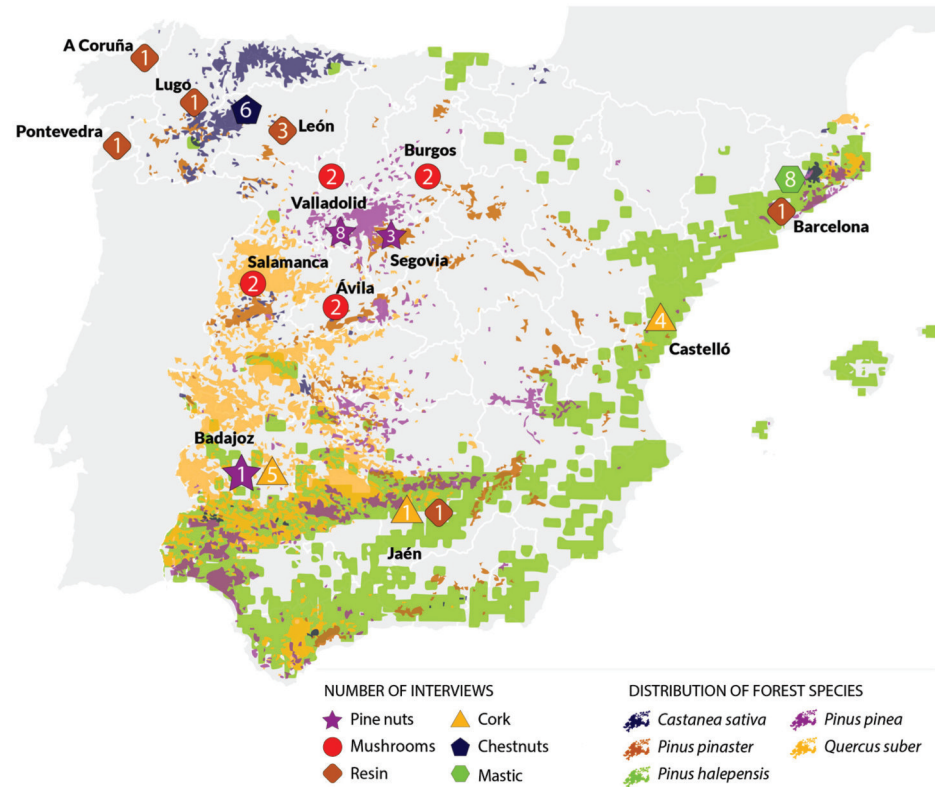 A Coruña
1
Lugo
1
6
Pontevedra
1
3
León
Burgos
2
2
8
Valladolid
1
Barcelona
8
3
Segovia
Salamanca
2
Ávila
2
4
Castelló
Badajoz
1
5
1
1
Jaén
NUMBER OF INTERVIEWS
Pine nuts
Cork
Mushrooms
Chestnuts
Resin
Mastic
DISTRIBUTION OF FOREST SPECIES
Castanea sativa
Pinus pinea
Pinus pinaster
Quercus suber
Pinus halepensis